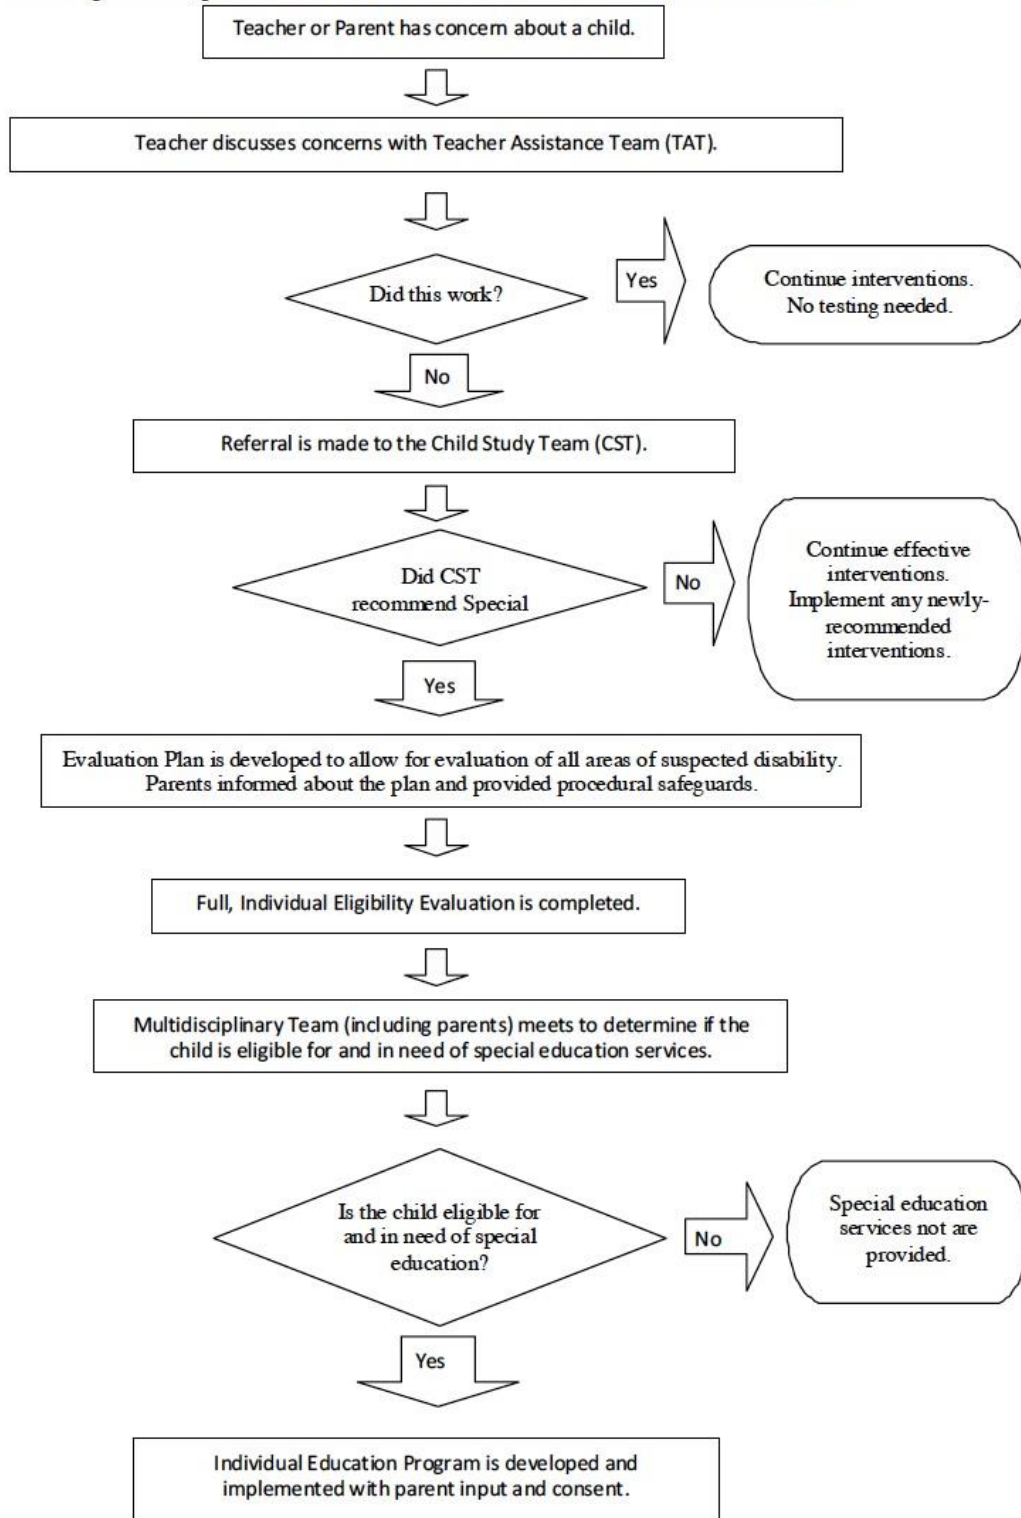 Teacher or Parent has concern about a child.
Teacher discusses concerns with Teacher Assistance Team (TAT).
Did this work?
Yes
Continue interventions.
No testing needed.
No
Referral is made to the Child Study Team (CST).
Did CST
recommend Special
No
Continue effective
interventions.
Implement any newly-
recommended
interventions.
Yes
Evaluation Plan is developed to allow for evaluation of all areas of suspected disability.
Parents informed about the plan and provided procedural safeguards.
Full, Individual Eligibility Evaluation is completed.
Multidisciplinary Team (including parents) meets to determine if the
child is eligible for and in need of special education services.
Is the child eligible for
and in need of special
education?
No
Special education
services not are
provided.
Yes
Individual Education Program is developed and
implemented with parent input and consent.